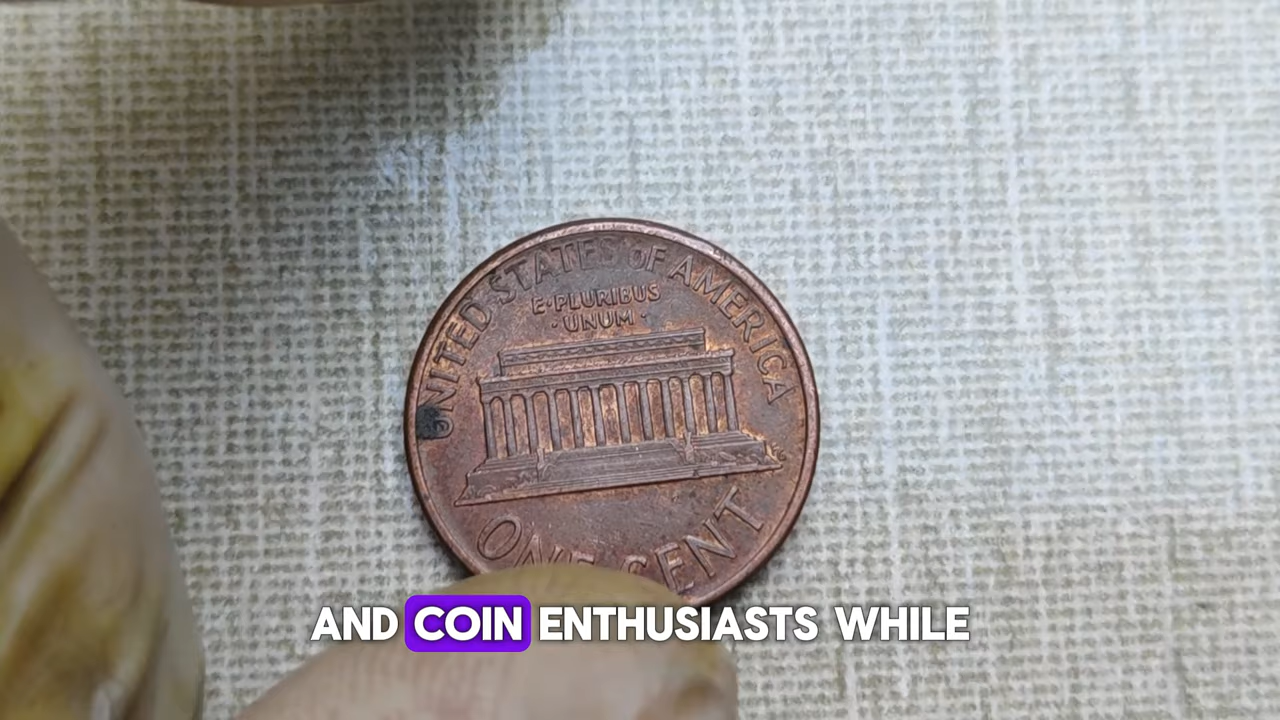 UNITED STATES OF AMERICA
E·PLURIBUS
·UNUM·
ONE CENT
AND COIN ENTHUSIASTS WHILE